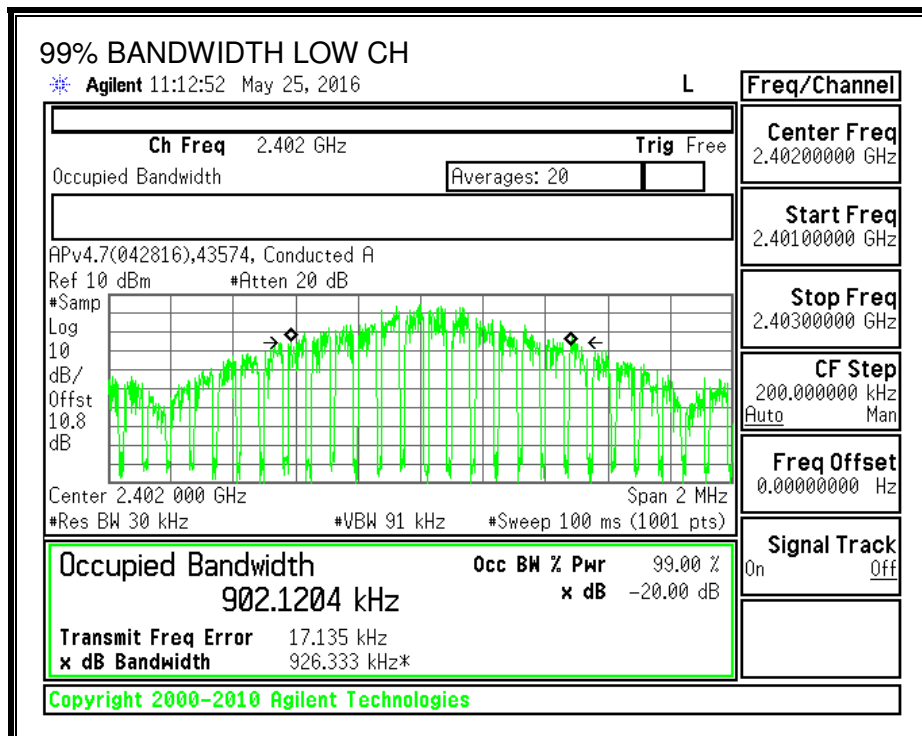 99% BANDWIDTH LOW CH
Agilent 11:12:52 May 25, 2016 L
Freq/Channel
Ch Freq 2.402 GHz Trig Free
Occupied Bandwidth Averages: 20
APv4.7(042816),43574, Conducted A
Ref 10 dBm #Atten 20 dB
#Samp
Log
10
dB/
Offst
10.8
dB
Center 2.402 000 GHz Span 2 MHz
#Res BW 30 kHz #VBW 91 kHz #Sweep 100 ms (1001 pts)
Occupied Bandwidth
902.1204 kHz
Occ BW % Pwr 99.00 %
x dB -20.00 dB
Transmit Freq Error 17.135 kHz
x dB Bandwidth 926.333 kHz*
Copyright 2000-2010 Agilent Technologies
Center Freq
2.40200000 GHz
Start Freq
2.40100000 GHz
Stop Freq
2.40300000 GHz
CF Step
200.000000 kHz
Auto Man
Freq Offset
0.00000000 Hz
Signal Track
On Off